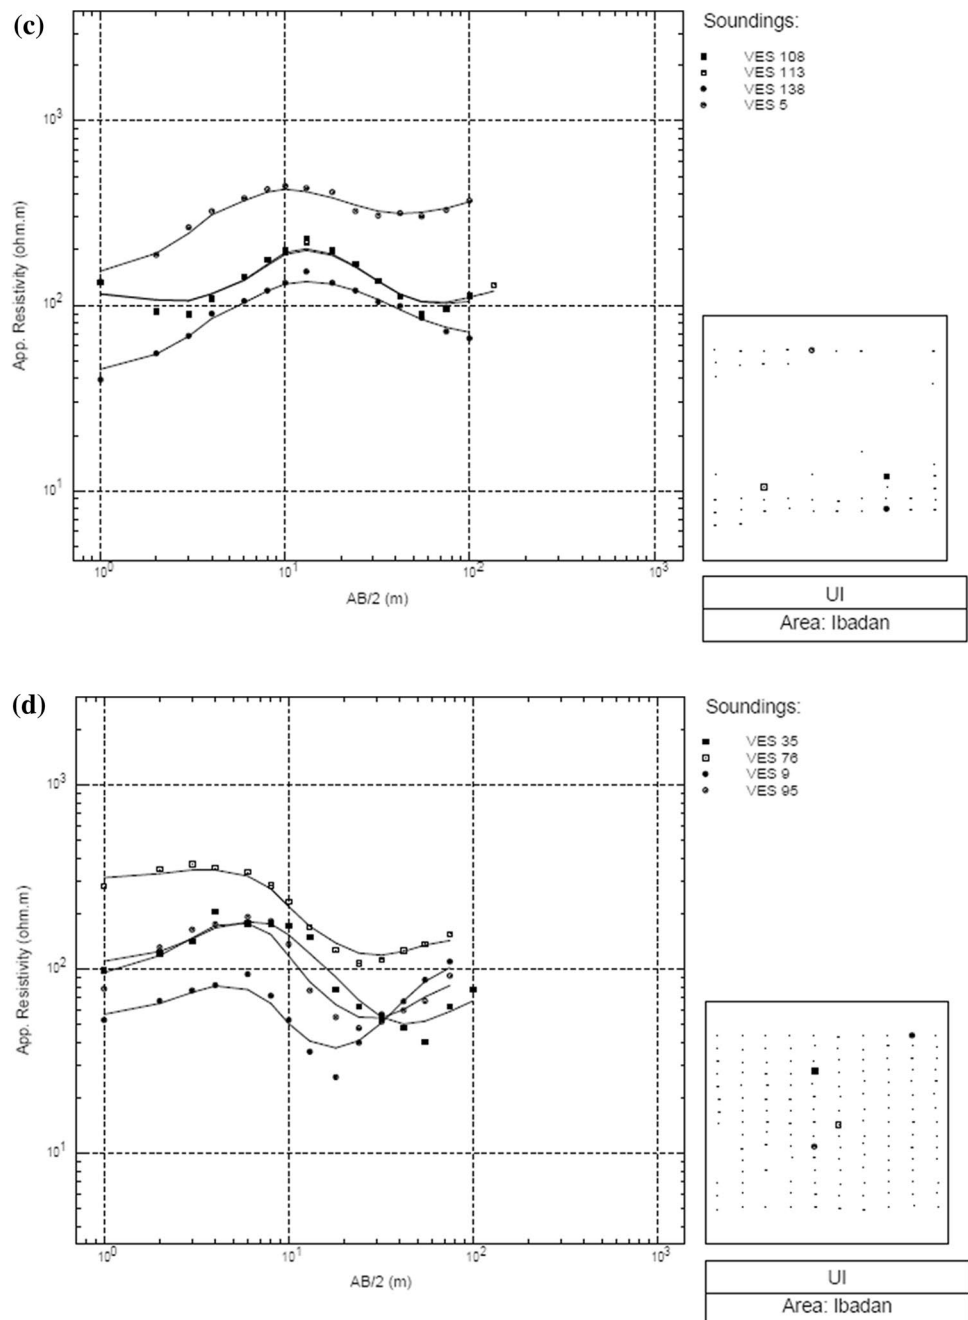 (c)
Soundings:
VES 108
VES 113
VES 138
VES 5
App. Resistivity (ohm.m)
10³
10²
10¹
10⁰
10¹
10²
10³
AB/2 (m)
UI
Area: Ibadan
(d)
Soundings:
VES 35
VES 76
VES 9
VES 95
App. Resistivity (ohm.m)
10³
10²
10¹
10⁰
10¹
10²
10³
AB/2 (m)
UI
Area: Ibadan